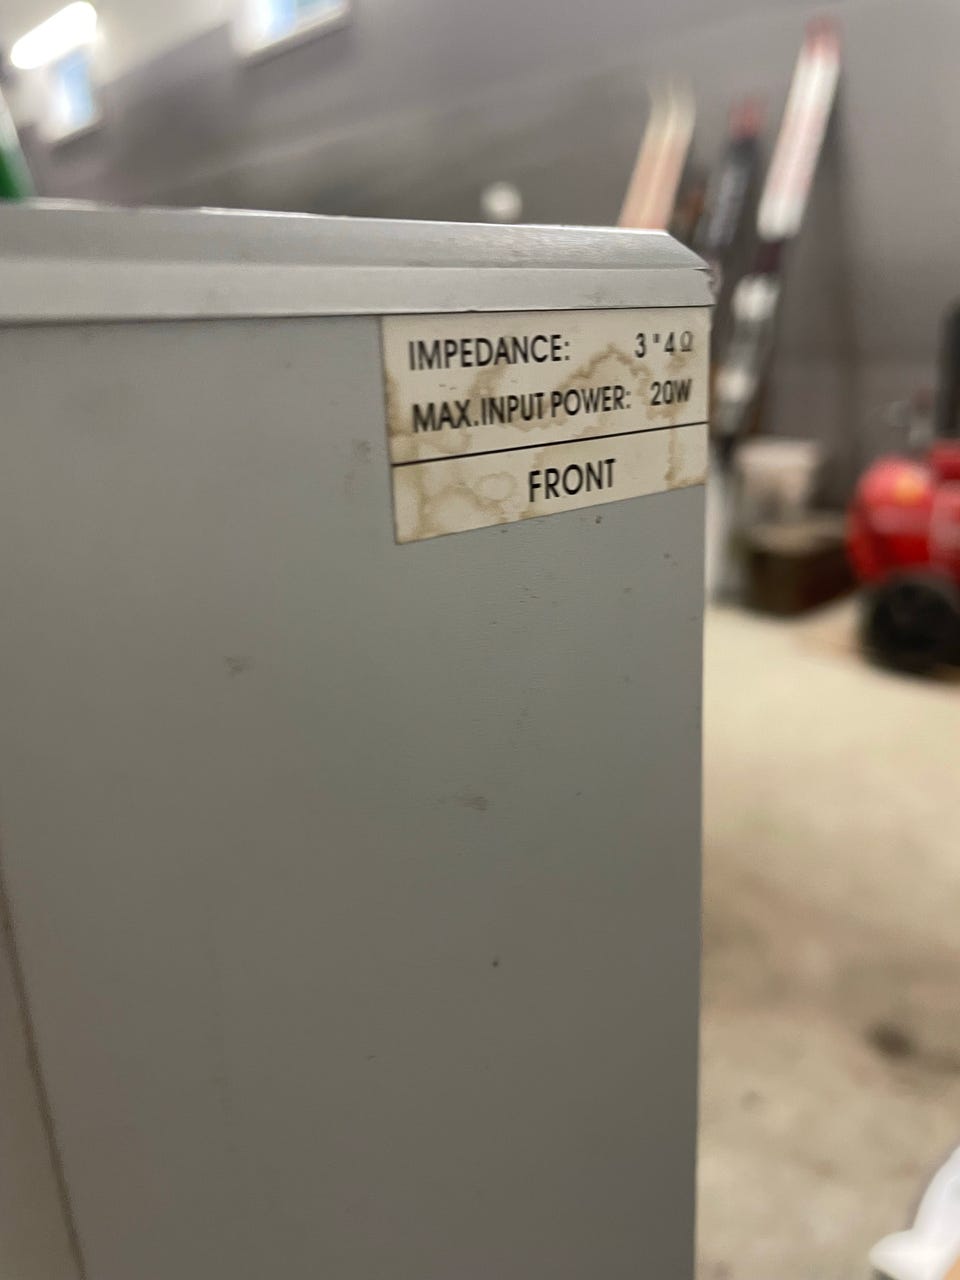 IMPEDANCE: 3"4Ω
MAX.INPUT POWER: 20W
FRONT